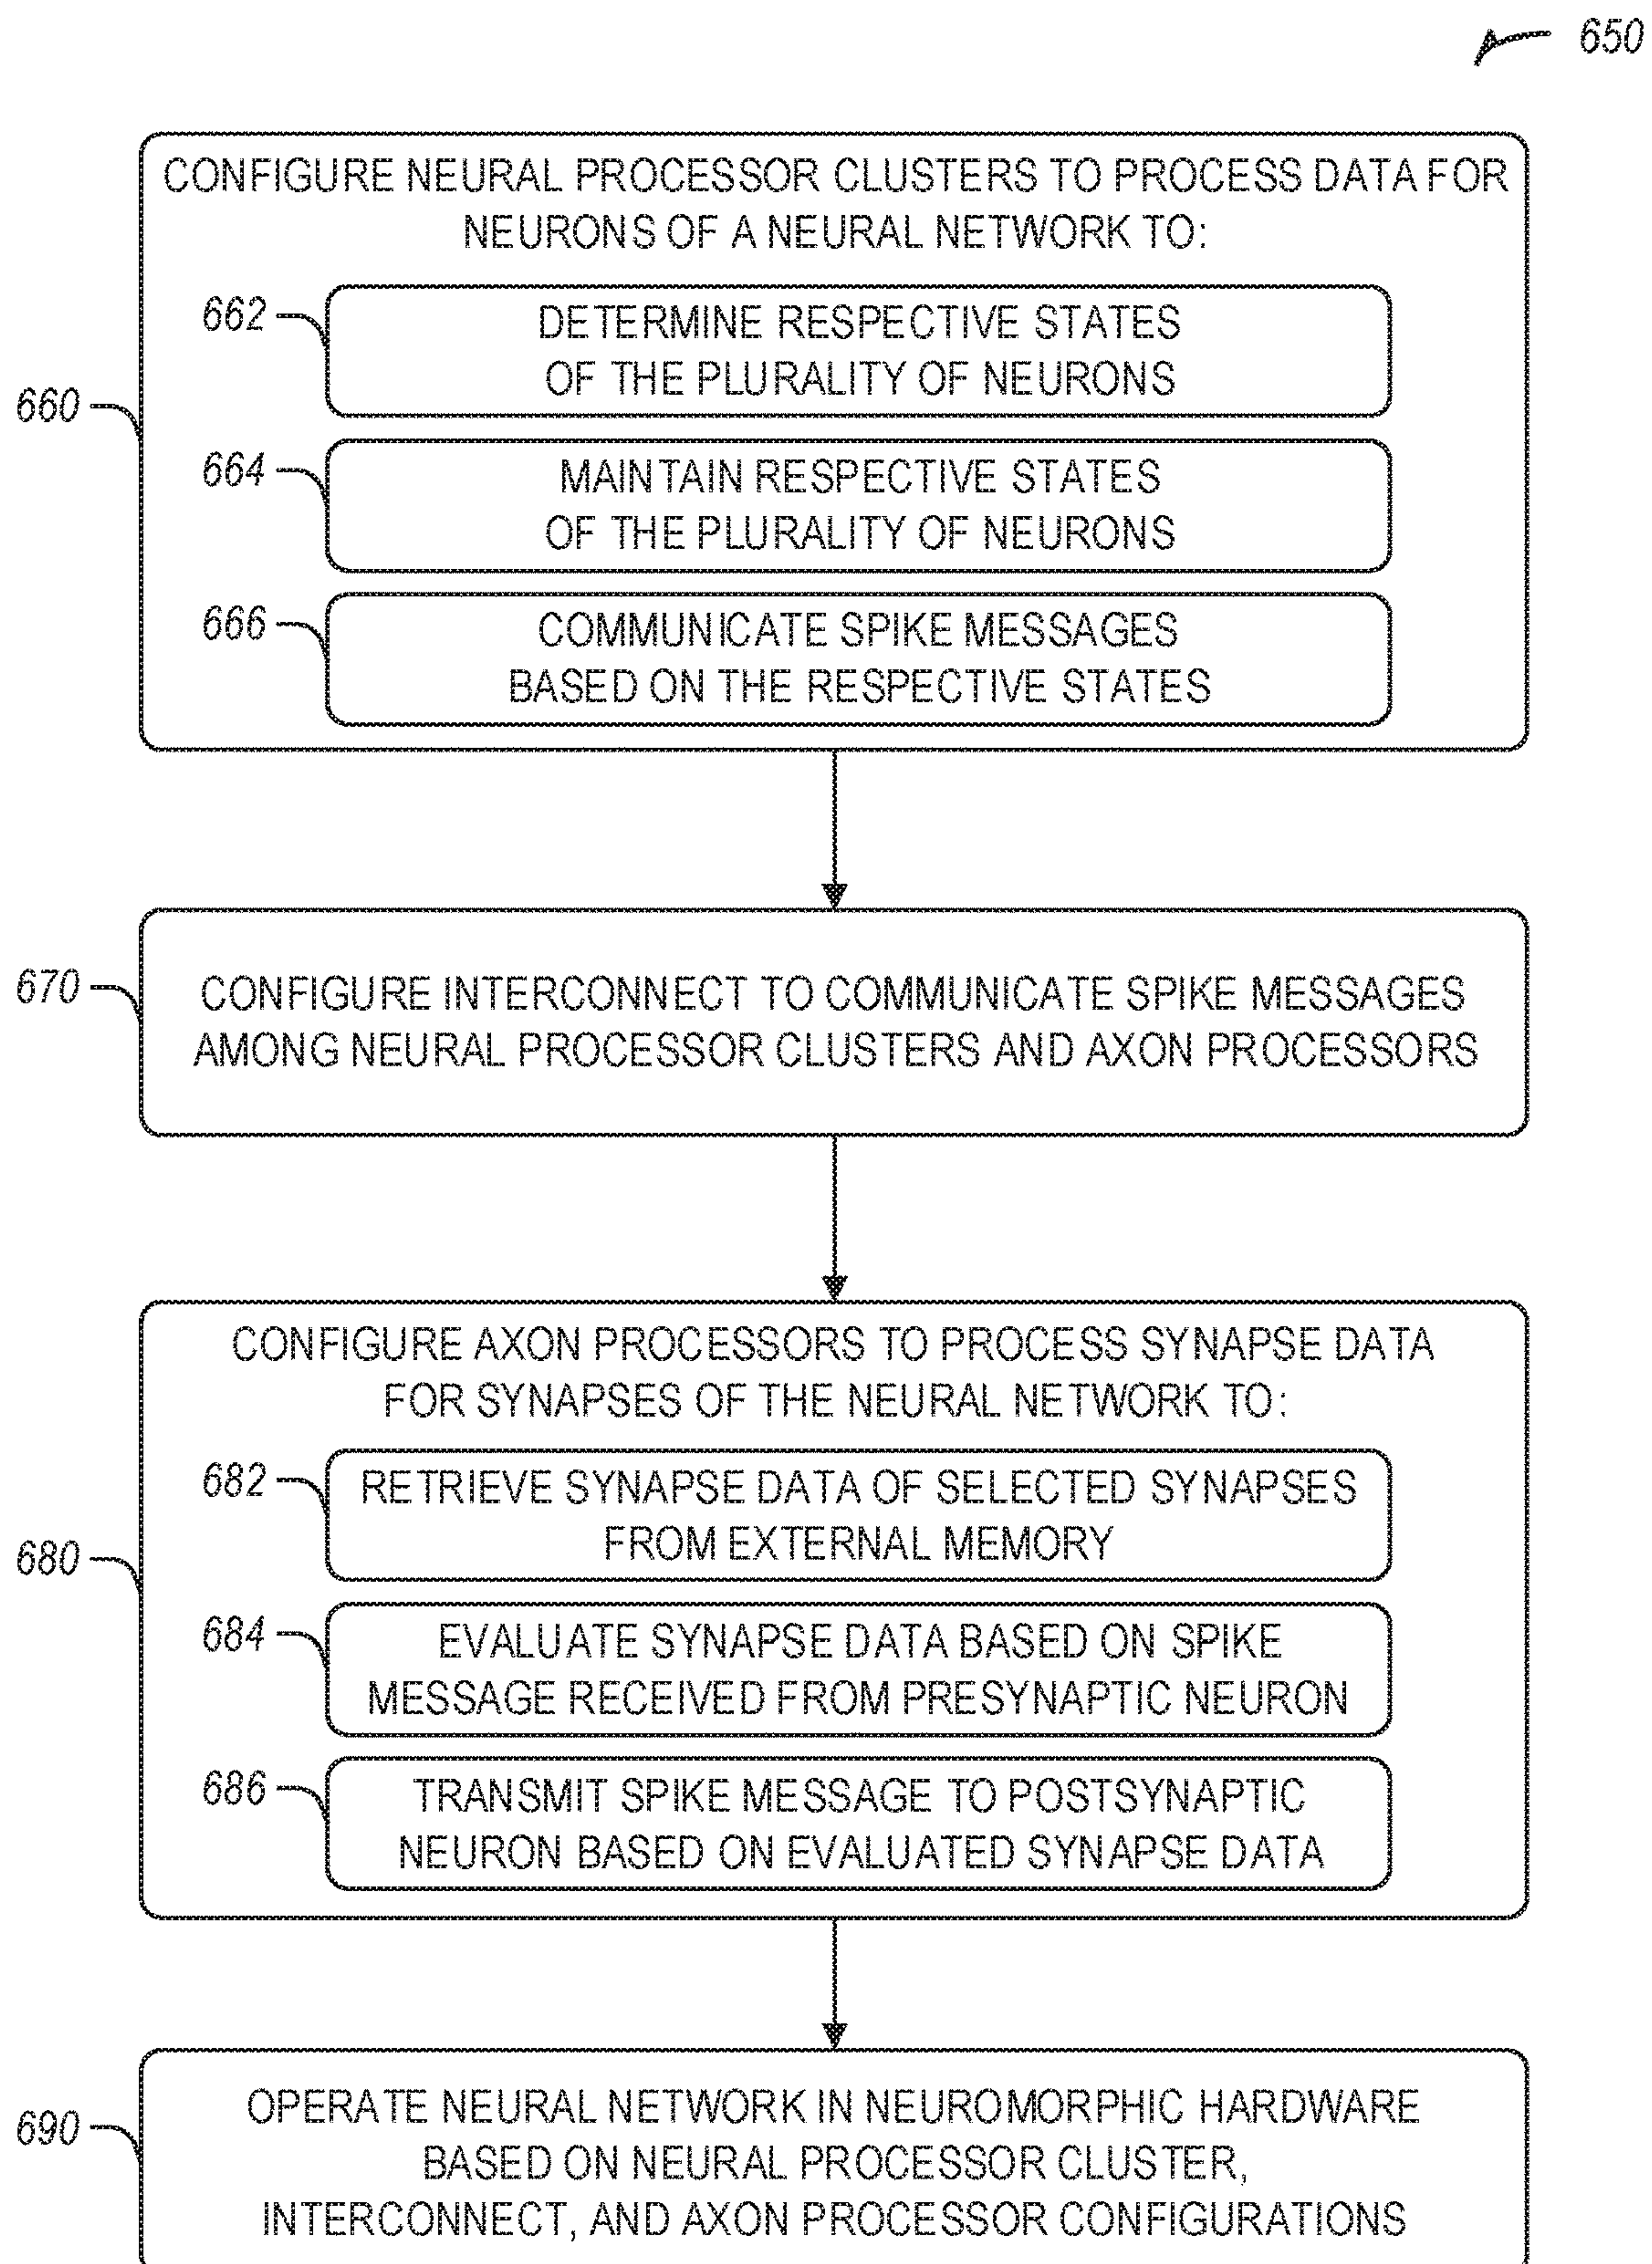 650
CONFIGURE NEURAL PROCESSOR CLUSTERS TO PROCESS DATA FOR
NEURONS OF A NEURAL NETWORK TO:
662
DETERMINE RESPECTIVE STATES
OF THE PLURALITY OF NEURONS
660
664
MAINTAIN RESPECTIVE STATES
OF THE PLURALITY OF NEURONS
666
COMMUNICATE SPIKE MESSAGES
BASED ON THE RESPECTIVE STATES
670
CONFIGURE INTERCONNECT TO COMMUNICATE SPIKE MESSAGES
AMONG NEURAL PROCESSOR CLUSTERS AND AXON PROCESSORS
CONFIGURE AXON PROCESSORS TO PROCESS SYNAPSE DATA
FOR SYNAPSES OF THE NEURAL NETWORK TO:
682
RETRIEVE SYNAPSE DATA OF SELECTED SYNAPSES
FROM EXTERNAL MEMORY
680
684
EVALUATE SYNAPSE DATA BASED ON SPIKE
MESSAGE RECEIVED FROM PRESYNAPTIC NEURON
686
TRANSMIT SPIKE MESSAGE TO POSTSYNAPTIC
NEURON BASED ON EVALUATED SYNAPSE DATA
690
OPERATE NEURAL NETWORK IN NEUROMORPHIC HARDWARE
BASED ON NEURAL PROCESSOR CLUSTER,
INTERCONNECT, AND AXON PROCESSOR CONFIGURATIONS